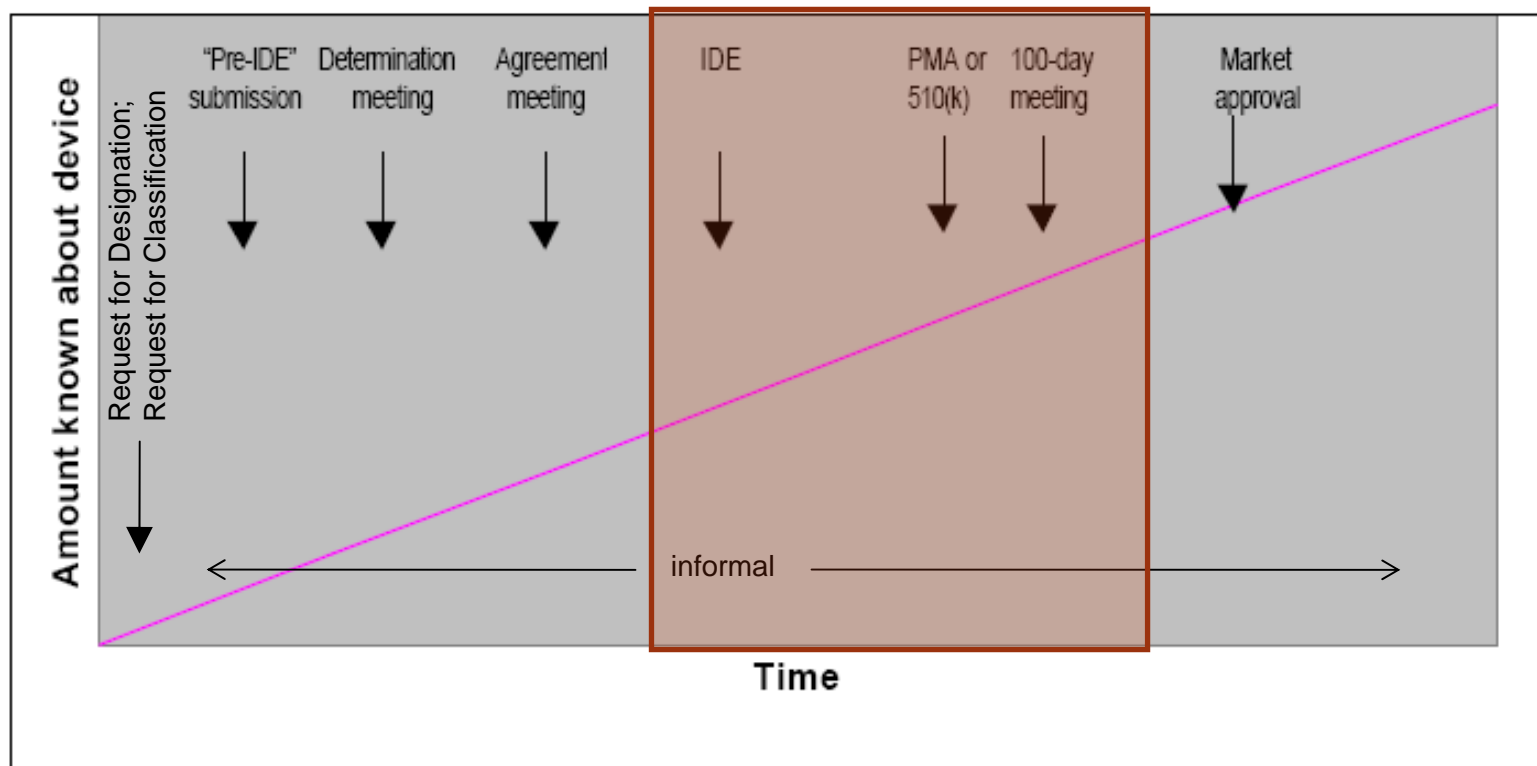 Amount known about device
Request for Designation;
Request for Classification
“Pre-IDE”
submission
Determination
meeting
Agreement
meeting
IDE
PMA or
510(k)
100-day
meeting
Market
approval
informal
Time